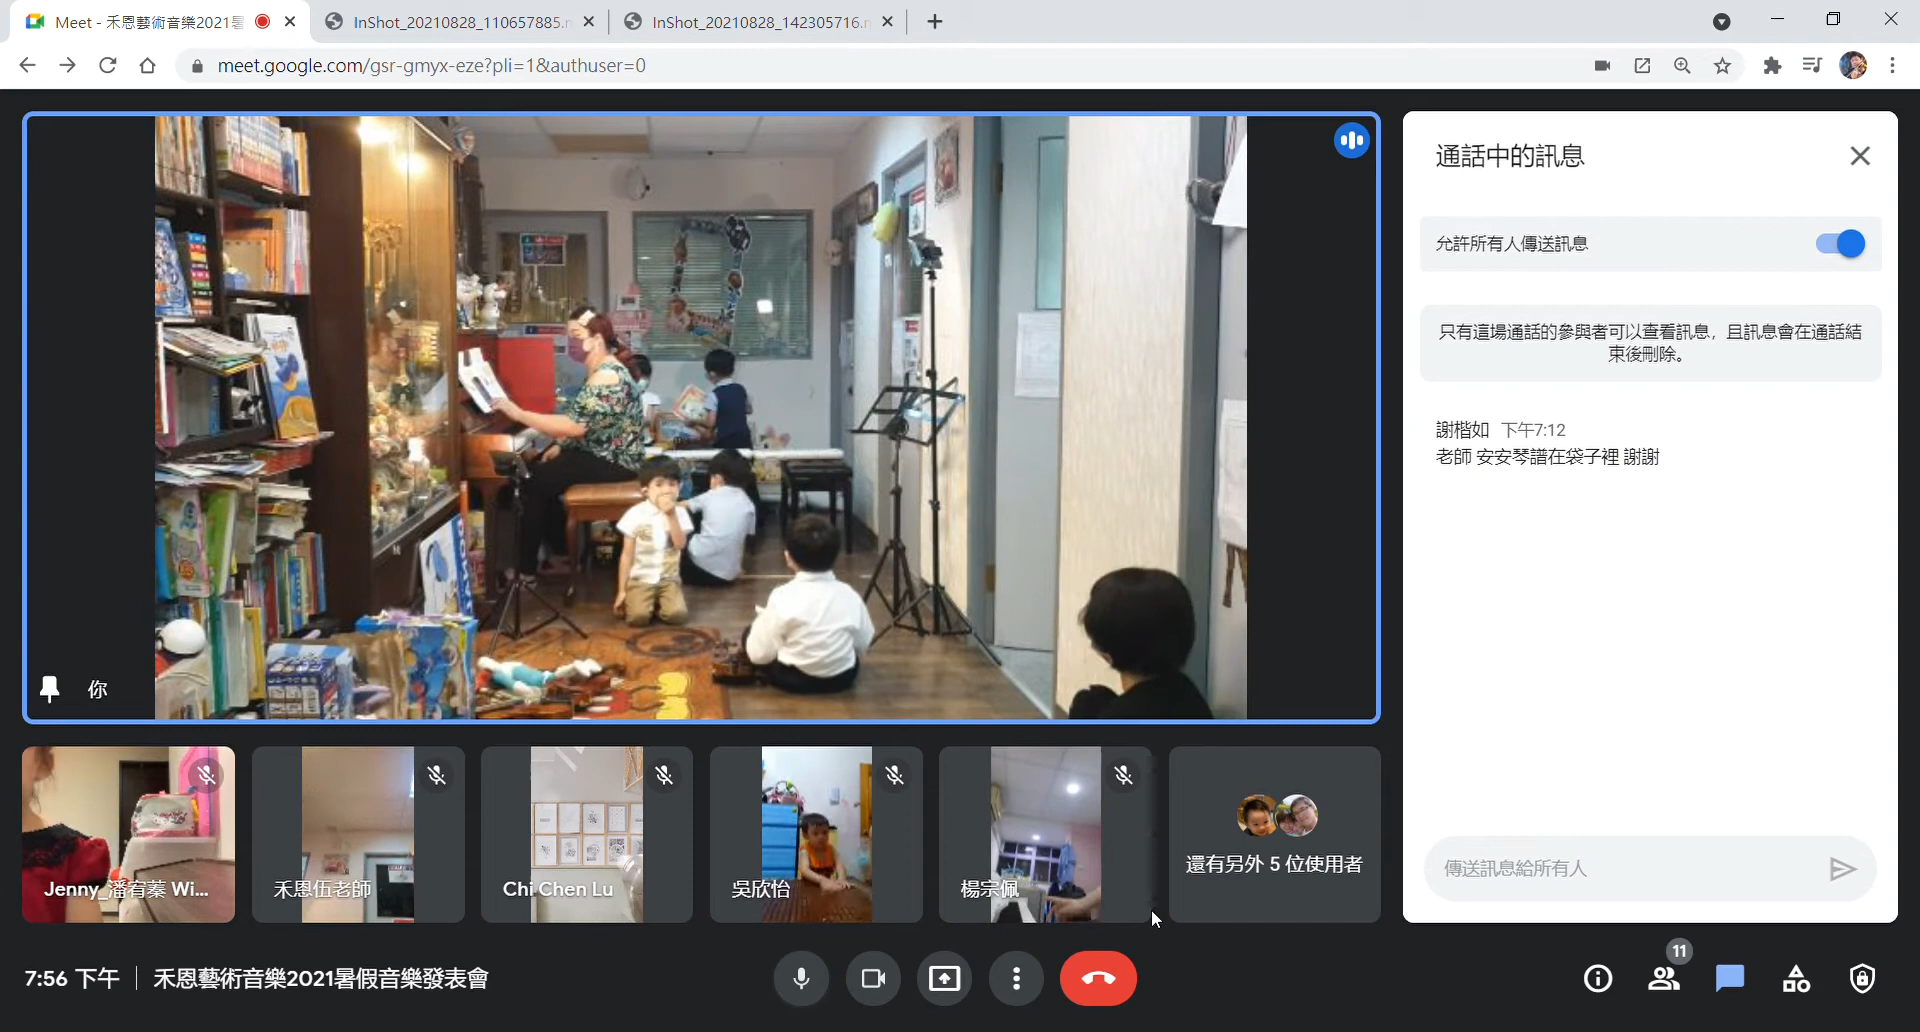 Meet - 禾恩藝術音樂2021暑
InShot_20210828_110657885.m
InShot_20210828_142305716.m
meet.google.com/gsr-gmyx-eze?pli=1&authuser=0
你
通話中的訊息
允許所有人傳送訊息
只有這場通話的參與者可以查看訊息，且訊息會在通話結
束後刪除。
謝楷如 下午7:12
老師 安安琴譜在袋子裡 謝謝
傳送訊息給所有人
Jenny_潘宥蓁 Wi...
禾恩伍老師
Chi Chen Lu
吳欣怡
楊宗佩
還有另外 5 位使用者
7:56 下午
禾恩藝術音樂2021暑假音樂發表會
11